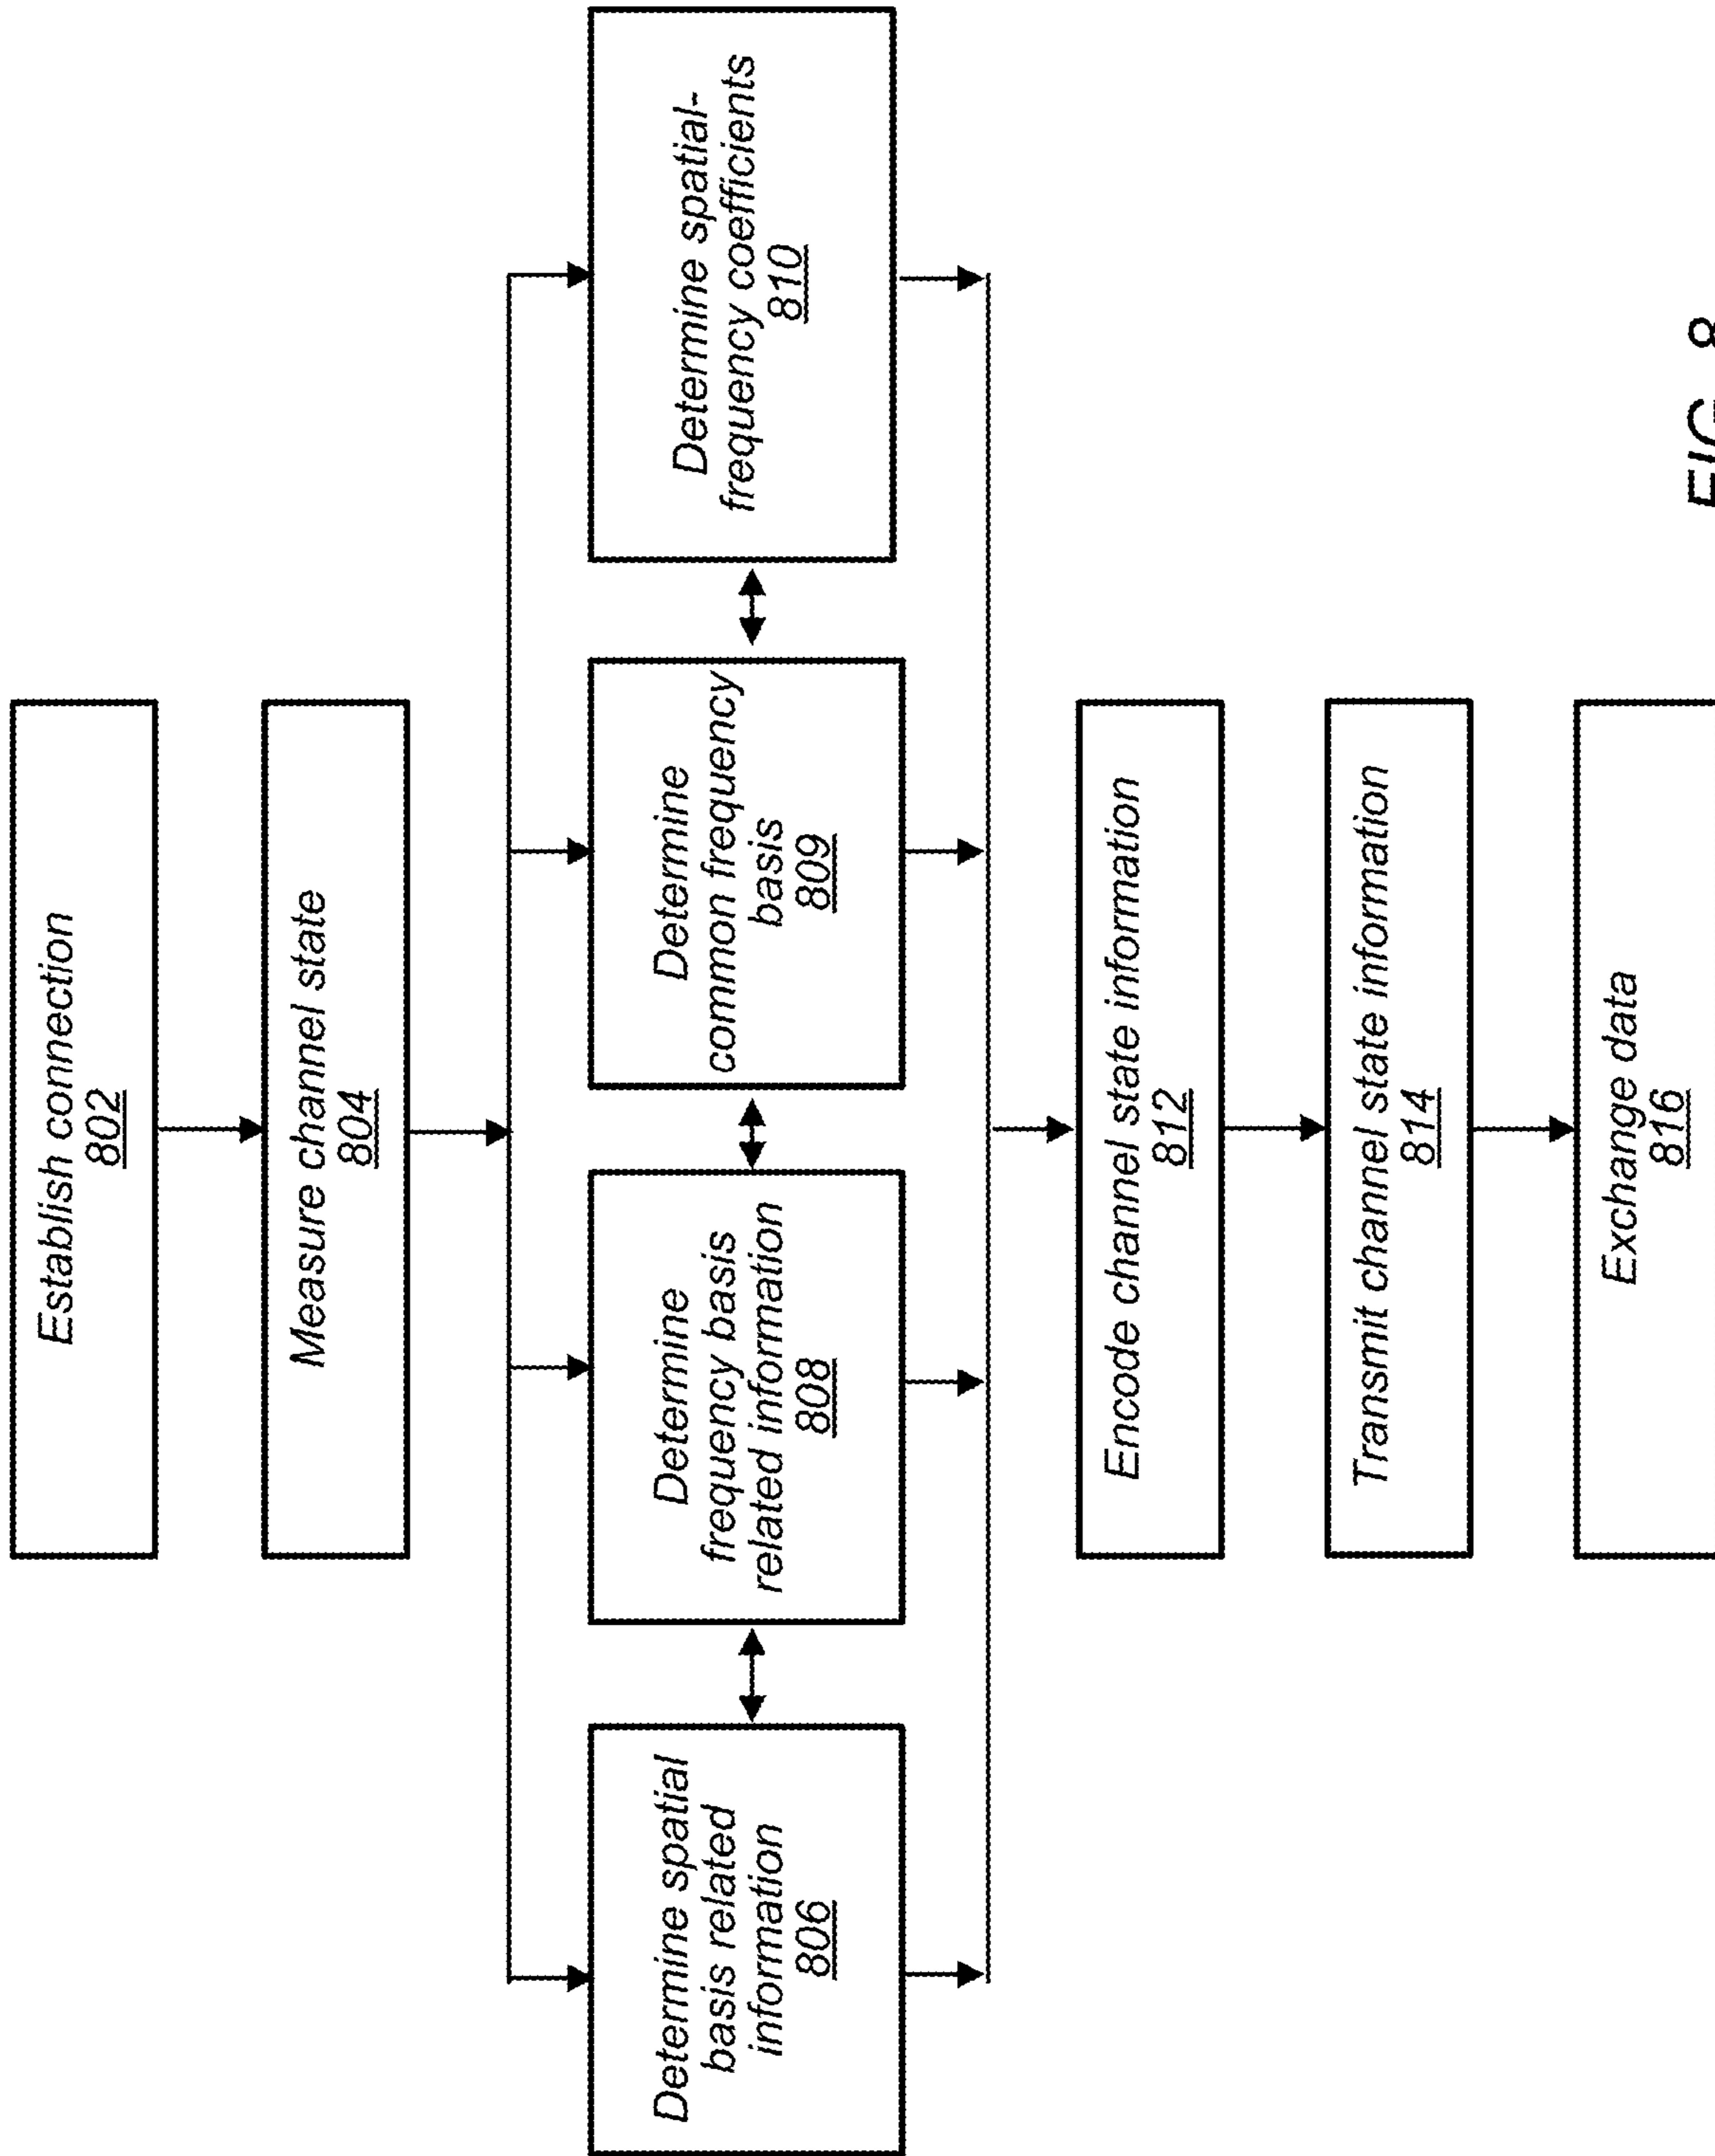 Establish connection
802
Measure channel state
804
Determine spatial
basis related
information
806
Determine
frequency basis
related information
808
Determine
common frequency
basis
809
Determine spatial-
frequency coefficients
810
Encode channel state information
812
Transmit channel state information
814
Exchange data
816
FIG. 8